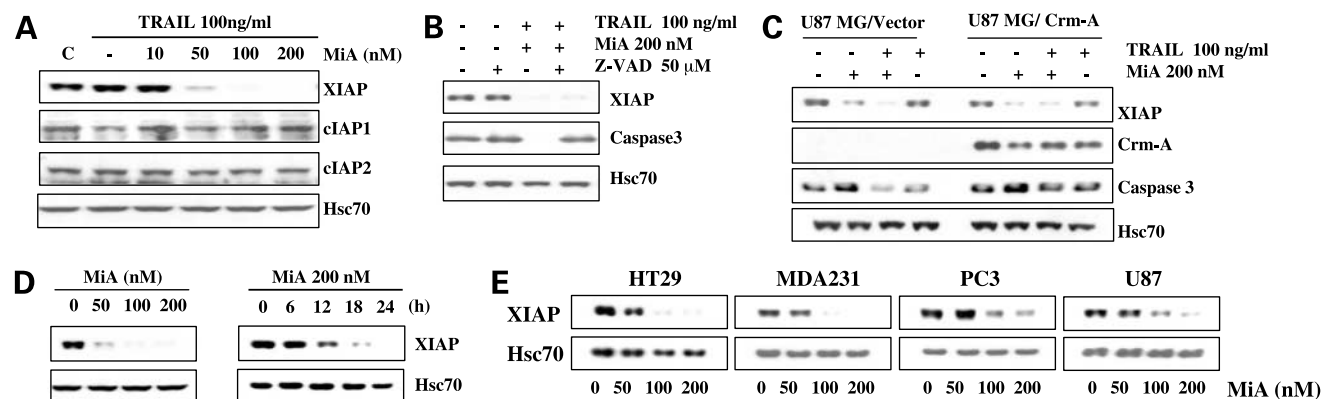 A
TRAIL 100ng/ml
C - 10 50 100 200 MiA (nM)
XIAP
cIAP1
cIAP2
Hsc70
B
- - + + TRAIL 100 ng/ml
- - + + MiA 200 nM
- + - + Z-VAD 50 µM
XIAP
Caspase3
Hsc70
C
U87 MG/Vector U87 MG/ Crm-A
- - + + - - + + TRAIL 100 ng/ml
- + + - - + + - MiA 200 nM
XIAP
Crm-A
Caspase 3
Hsc70
D
MiA (nM) MiA 200 nM
0 50 100 200 0 6 12 18 24 (h)
XIAP
Hsc70
E
HT29 MDA231 PC3 U87
XIAP
Hsc70
0 50 100 200 0 50 100 200 0 50 100 200 0 50 100 200 MiA (nM)